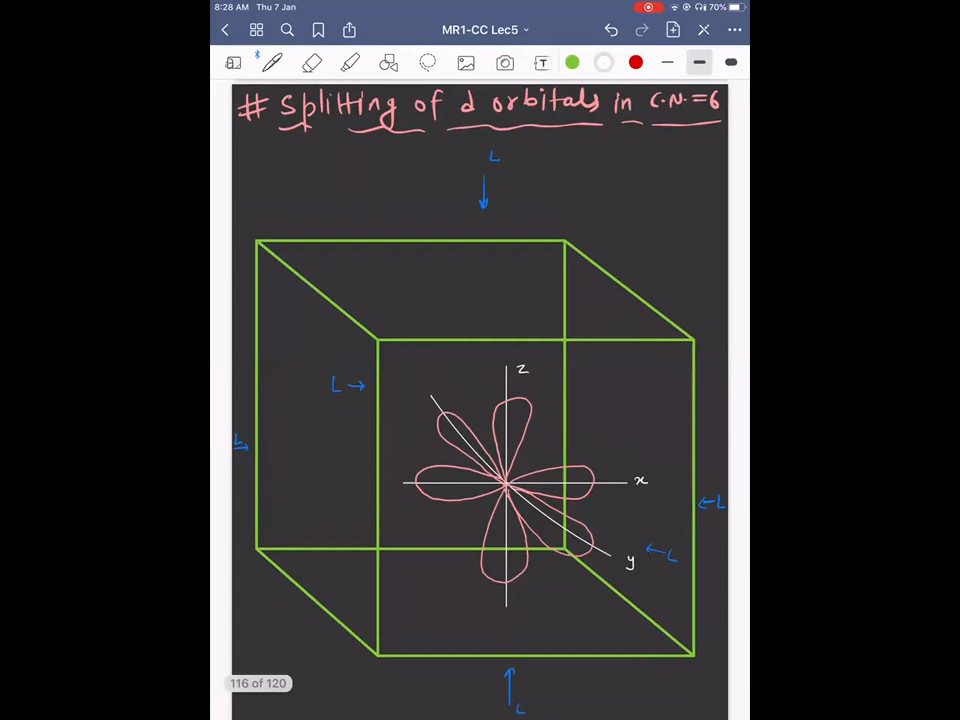 8:28 AM Thu 7 Jan
70%
MR1-CC Lec5
T
# Splitting of d orbitals in C.N.=6
L
z
L
L
x
L
y
L
116 of 120
L